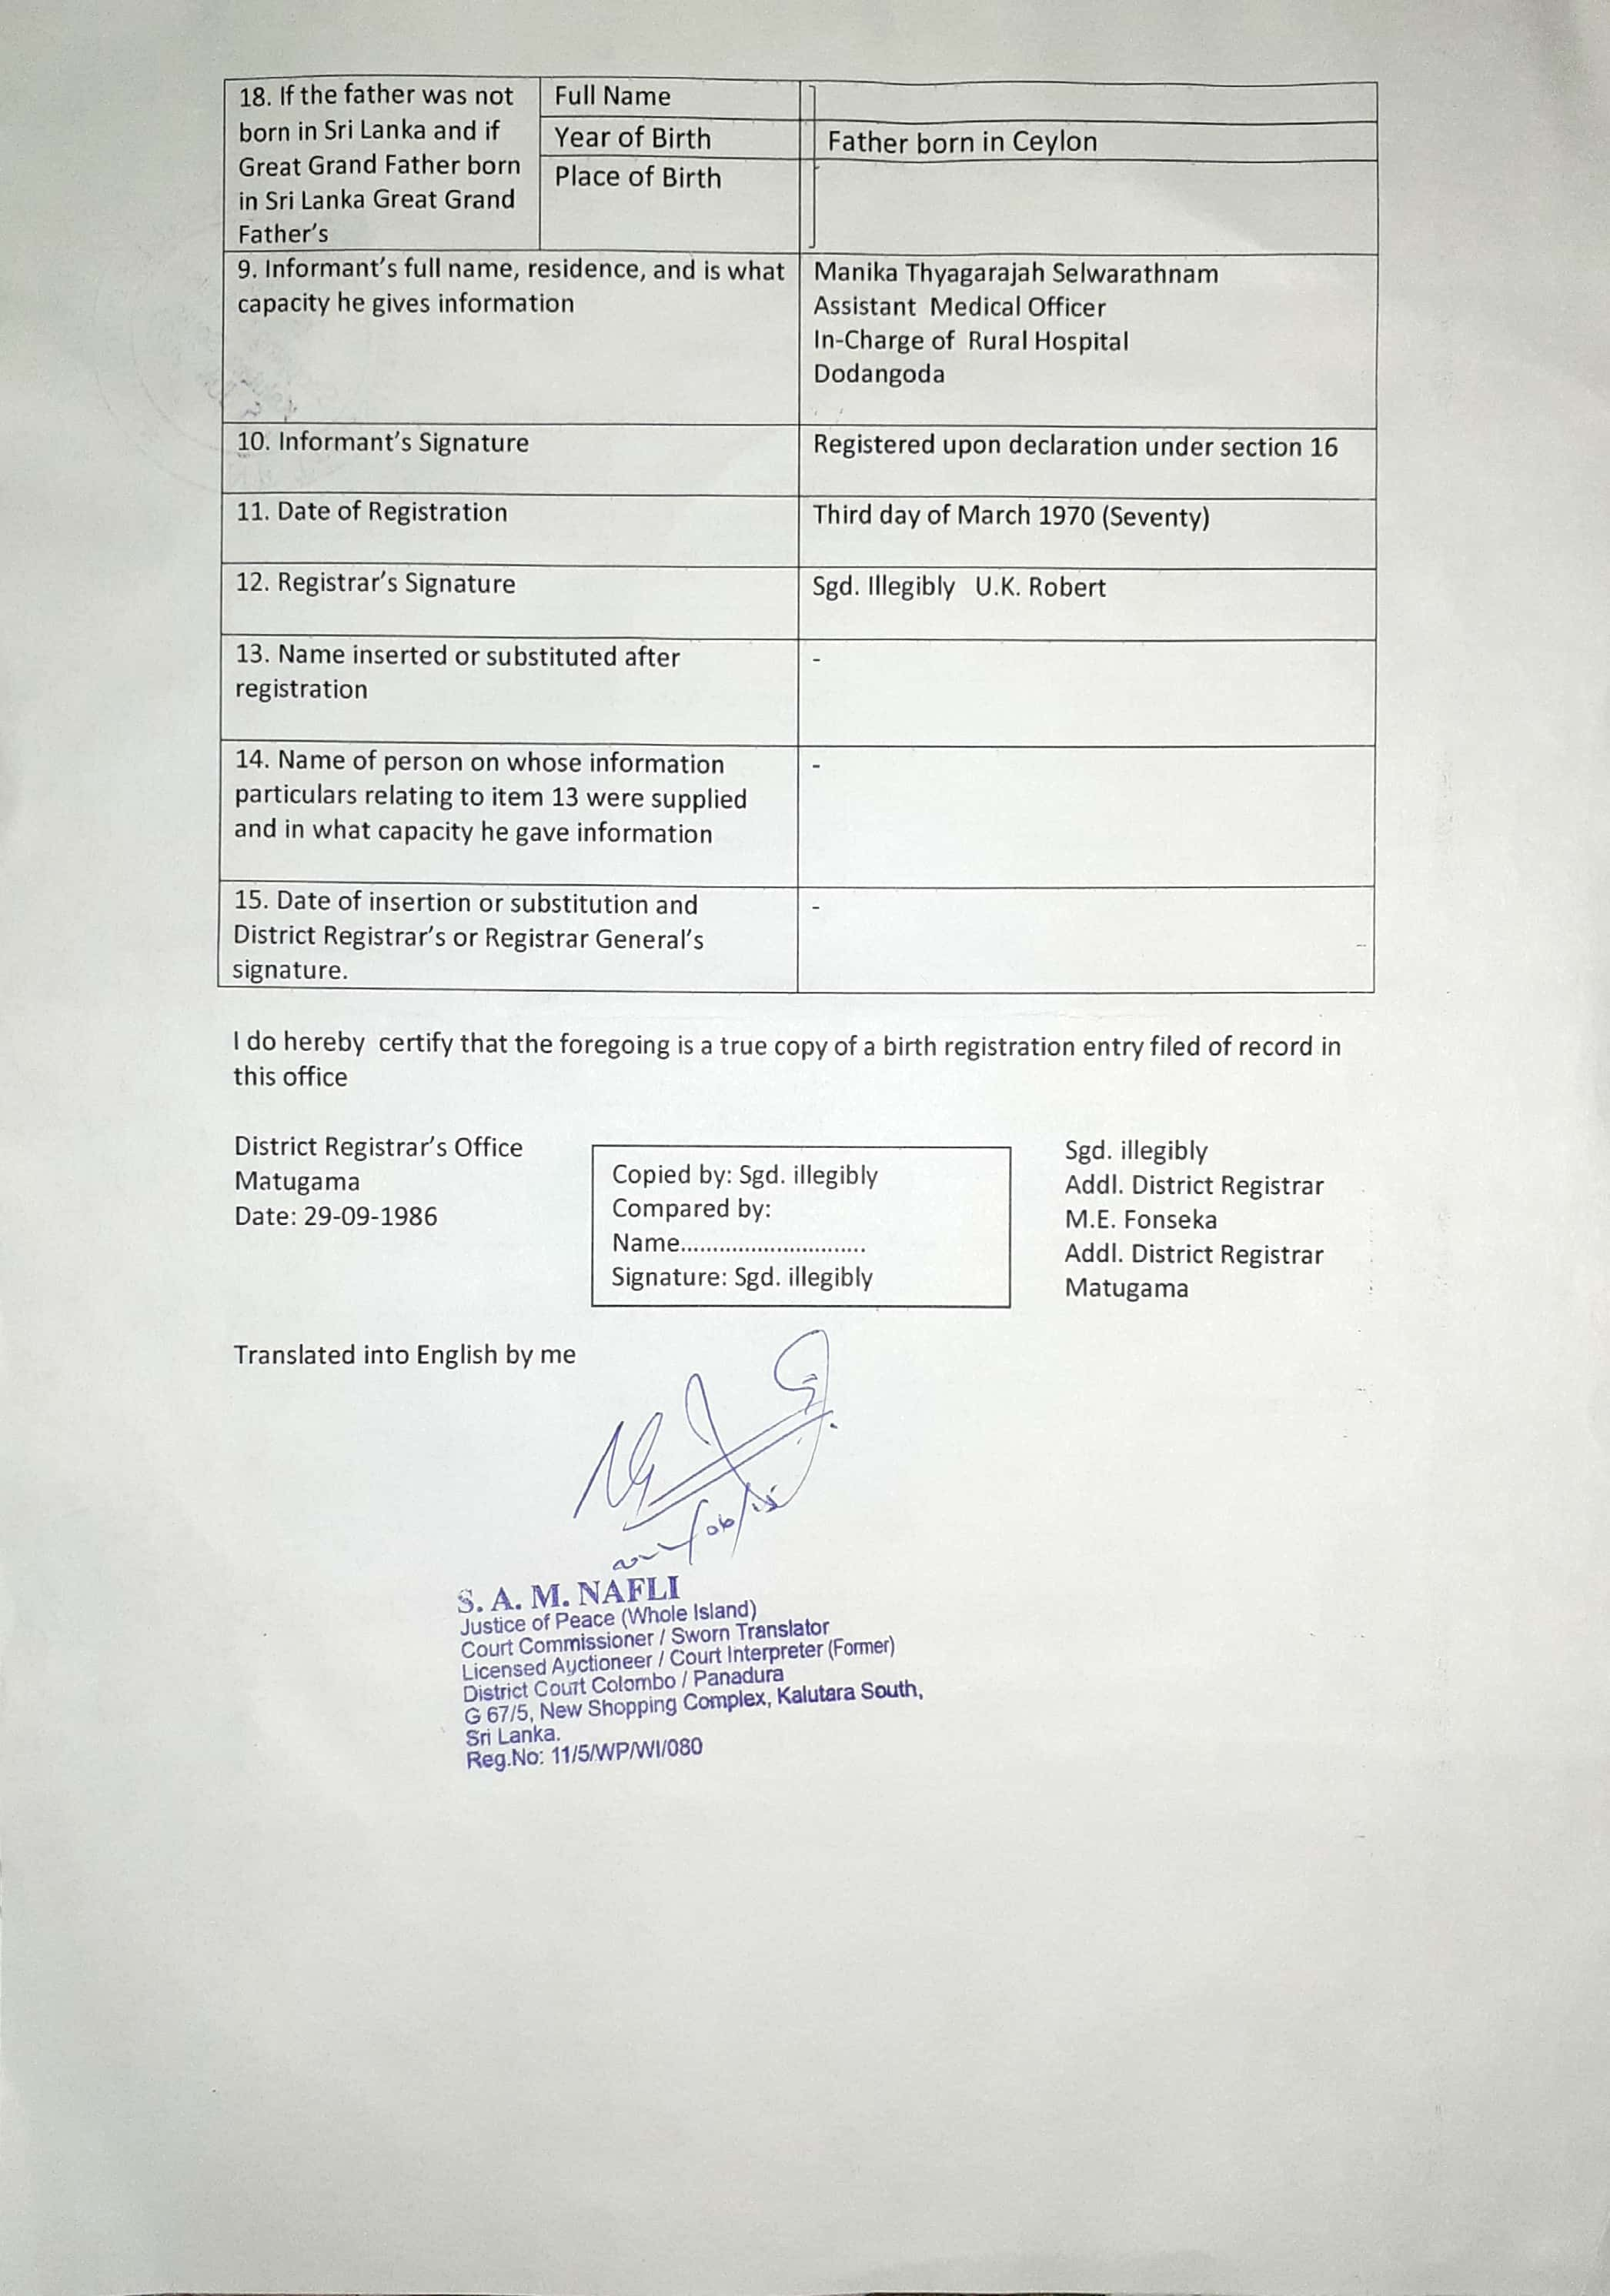 18. If the father was not
born in Sri Lanka and if
Great Grand Father born
in Sri Lanka Great Grand
Father's
Full Name
Year of Birth
Place of Birth
Father born in Ceylon
9. Informant's full name, residence, and is what
capacity he gives information
Manika Thyagarajah Selwarathnam
Assistant Medical Officer
In-Charge of Rural Hospital
Dodangoda
10. Informant's Signature
Registered upon declaration under section 16
11. Date of Registration
Third day of March 1970 (Seventy)
12. Registrar's Signature
Sgd. Illegibly U.K. Robert
13. Name inserted or substituted after
registration
-
14. Name of person on whose information
particulars relating to item 13 were supplied
and in what capacity he gave information
-
15. Date of insertion or substitution and
District Registrar's or Registrar General's
signature.
-
I do hereby certify that the foregoing is a true copy of a birth registration entry filed of record in
this office
District Registrar's Office
Matugama
Date: 29-09-1986
Copied by: Sgd. illegibly
Compared by:
Name.............................
Signature: Sgd. illegibly
Sgd. illegibly
Addl. District Registrar
M.E. Fonseka
Addl. District Registrar
Matugama
Translated into English by me
S. A. M. NAFLI
Justice of Peace (Whole Island)
Court Commissioner / Sworn Translator
Licensed Auctioneer / Court Interpreter (Former)
District Court Colombo / Panadura
G 67/5, New Shopping Complex, Kalutara South,
Sri Lanka.
Reg.No: 11/5/WP/WI/080